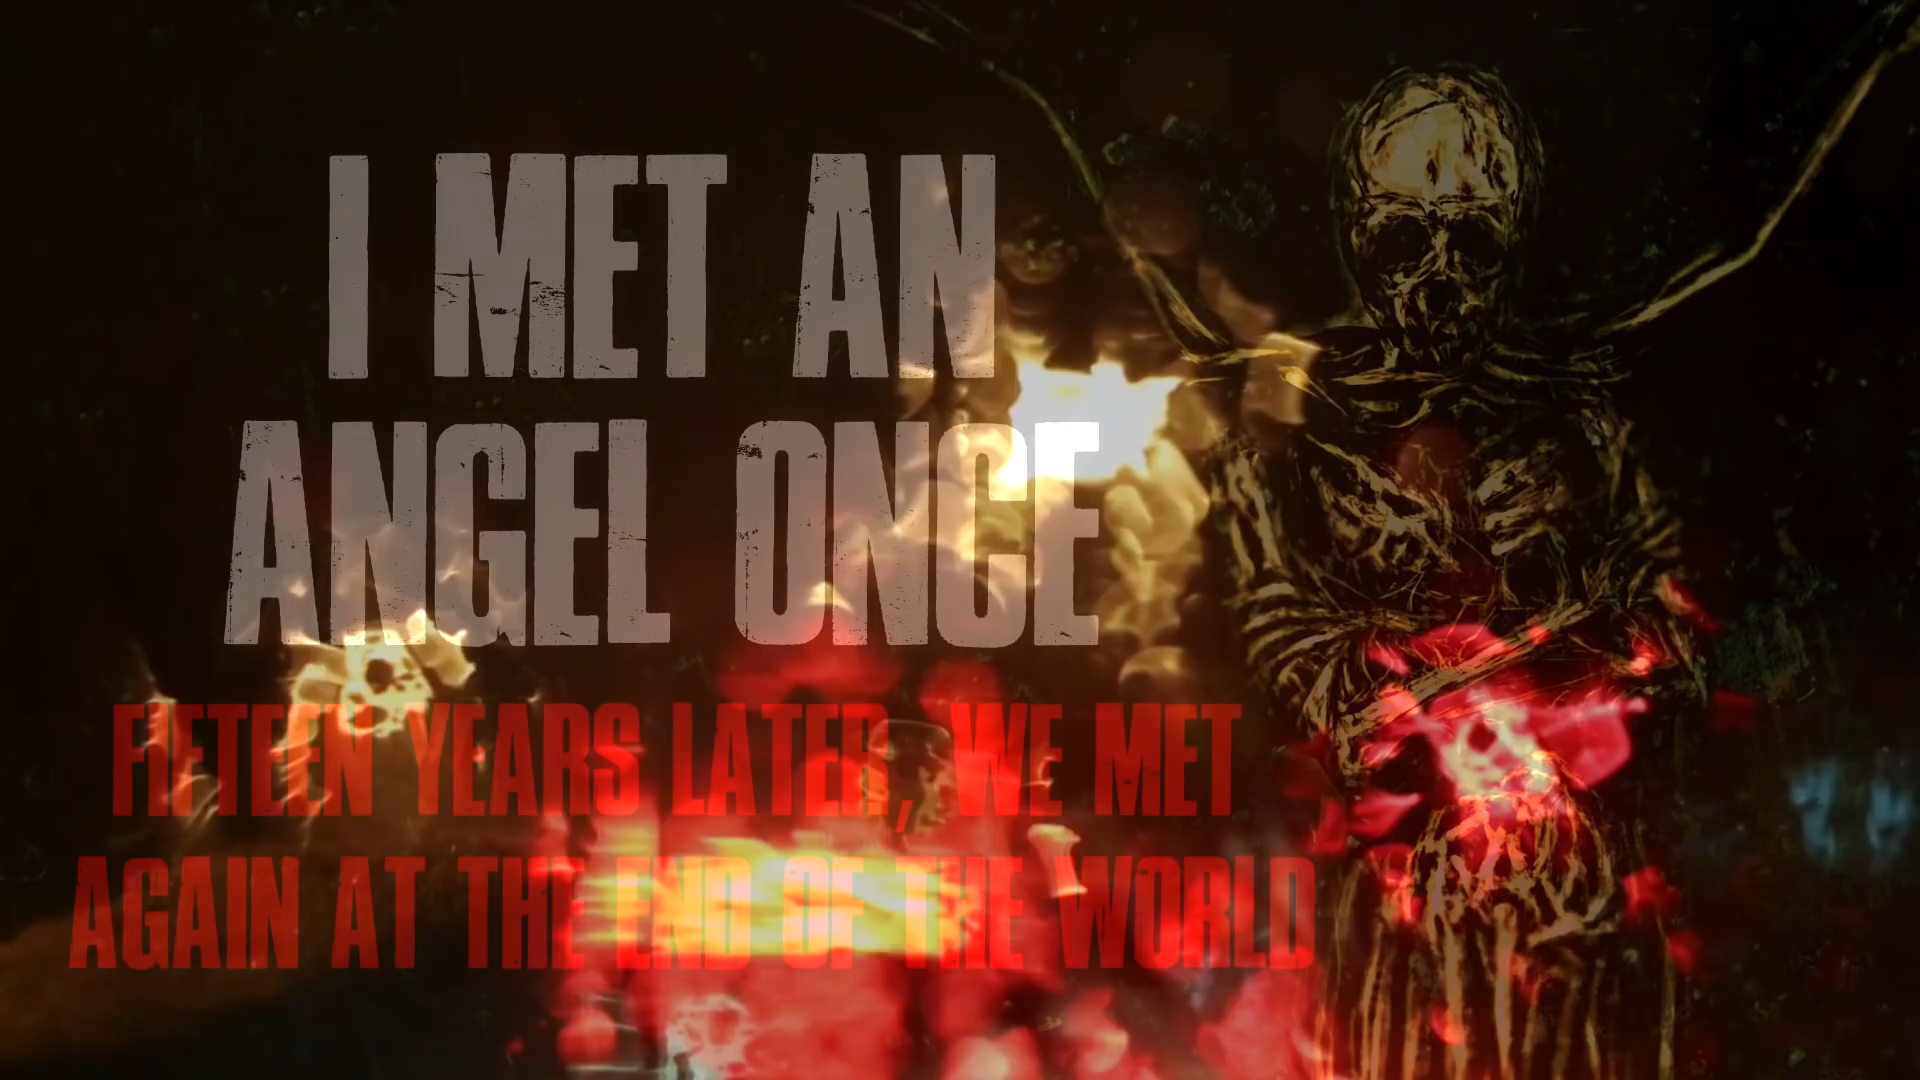 I MET AN
ANGEL ONCE
FIFTEEN YEARS LATER, WE MET
AGAIN AT THE END OF THE WORLD